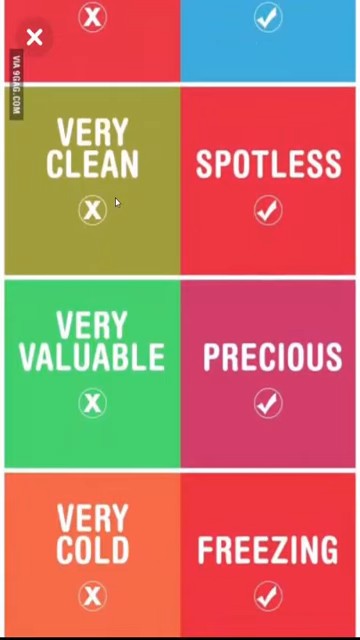 VIA 9GAG.COM
VERY
CLEAN
SPOTLESS
VERY
VALUABLE
PRECIOUS
VERY
COLD
FREEZING